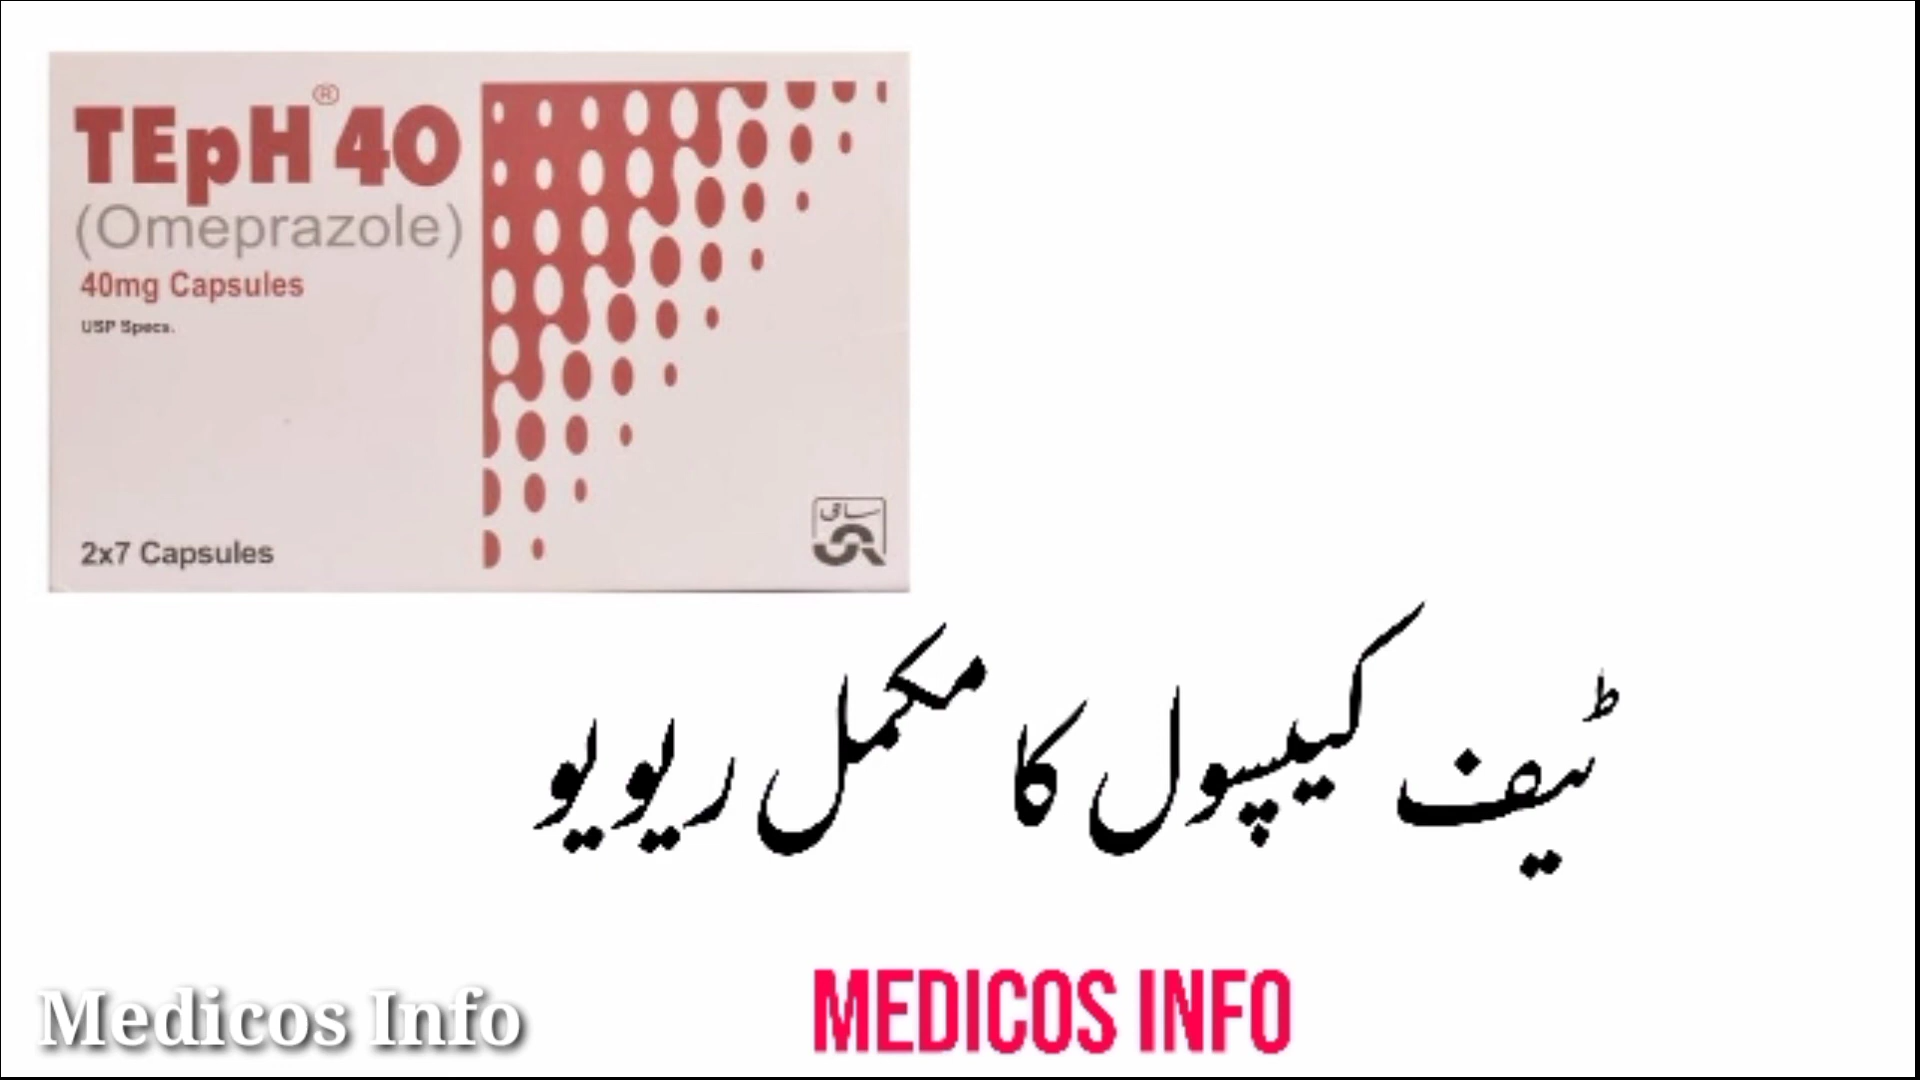 TEpH® 40
(Omeprazole)
40mg Capsules
USP Specs.
2x7 Capsules
ساقی
ٹیف کیپسول کا مکمل ریویو
Medicos Info
MEDICOS INFO